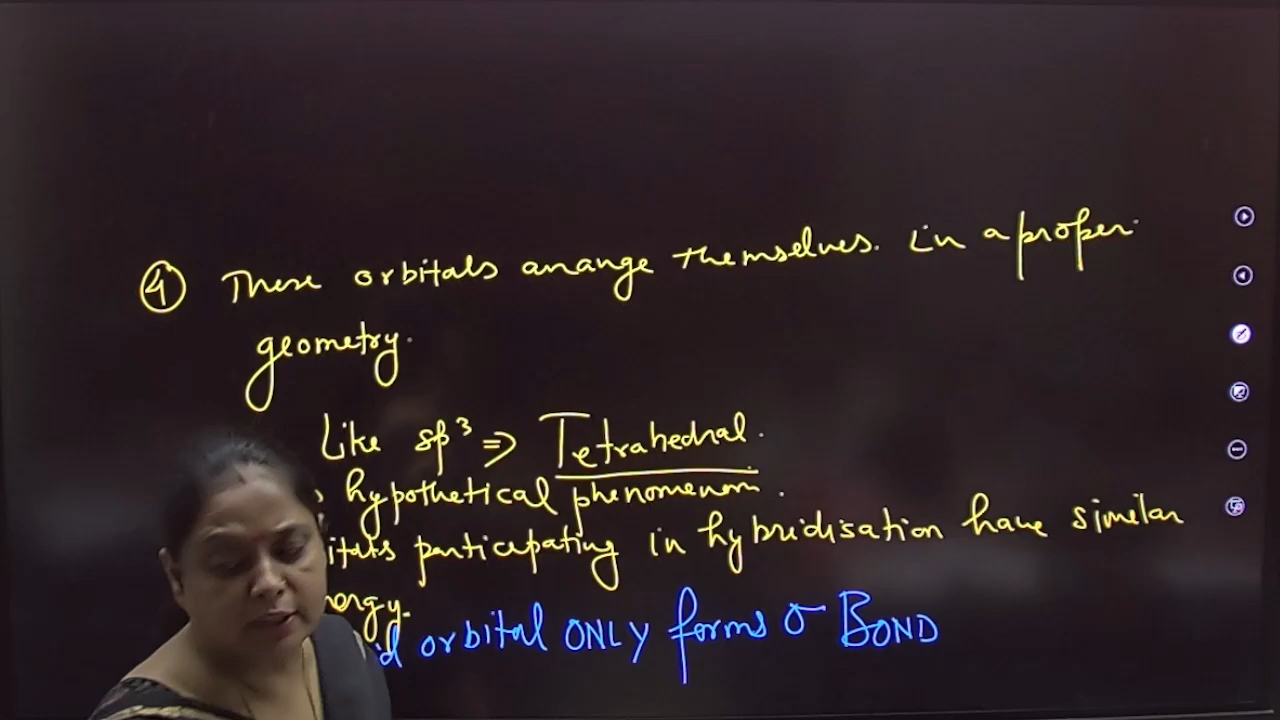 ④ These orbitals arrange themselves. in a proper
geometry.
Like sp³ ⇒ Tetrahedral.
hypothetical phenomenon.
participating in hybridisation have similar
orbital ONLY forms σ BOND